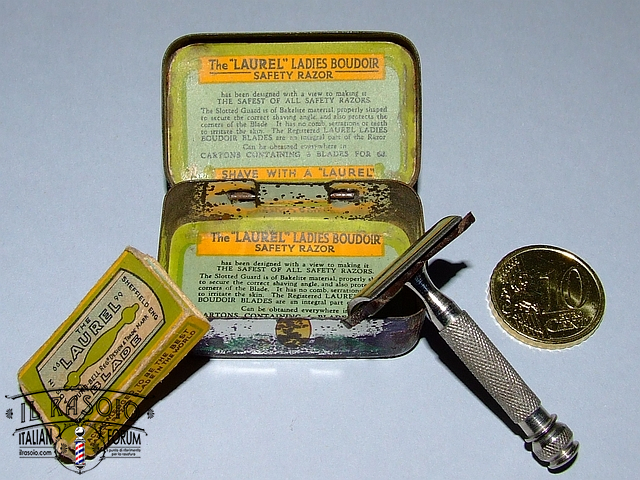 The "LAUREL" LADIES BOUDOIR
SAFETY RAZOR
has been designed with a view to making it
THE SAFEST OF ALL SAFETY RAZORS.
The Slotted Guard is of Bakelite material, properly shaped
to secure the correct shaving angle, and also protects the
corners of the Blade. It has no comb, serrations or teeth
to irritate the skin. The Registered LAUREL LADIES
BOUDOIR BLADES are an integral part of the Razor
Can be obtained everywhere in
CARTONS CONTAINING 5 BLADES FOR 6d.
SHAVE WITH A "LAUREL"
The "LAUREL" LADIES BOUDOIR
SAFETY RAZOR
has been designed with a view to making it
THE SAFEST OF ALL SAFETY RAZORS.
The Slotted Guard is of Bakelite material, properly
to secure the correct shaving angle, and also
corners of the Blade. It has no comb, serrations
to irritate the skin. The Registered LAUREL
BOUDOIR BLADES are an integral part
Can be obtained everywhere
CARTONS CONTAINING
SHEFFIELD ENG
THE
"LAUREL"
BLADE
10
CENT
IL RASOIO
ITALIAN FORUM
ilrasoio.com